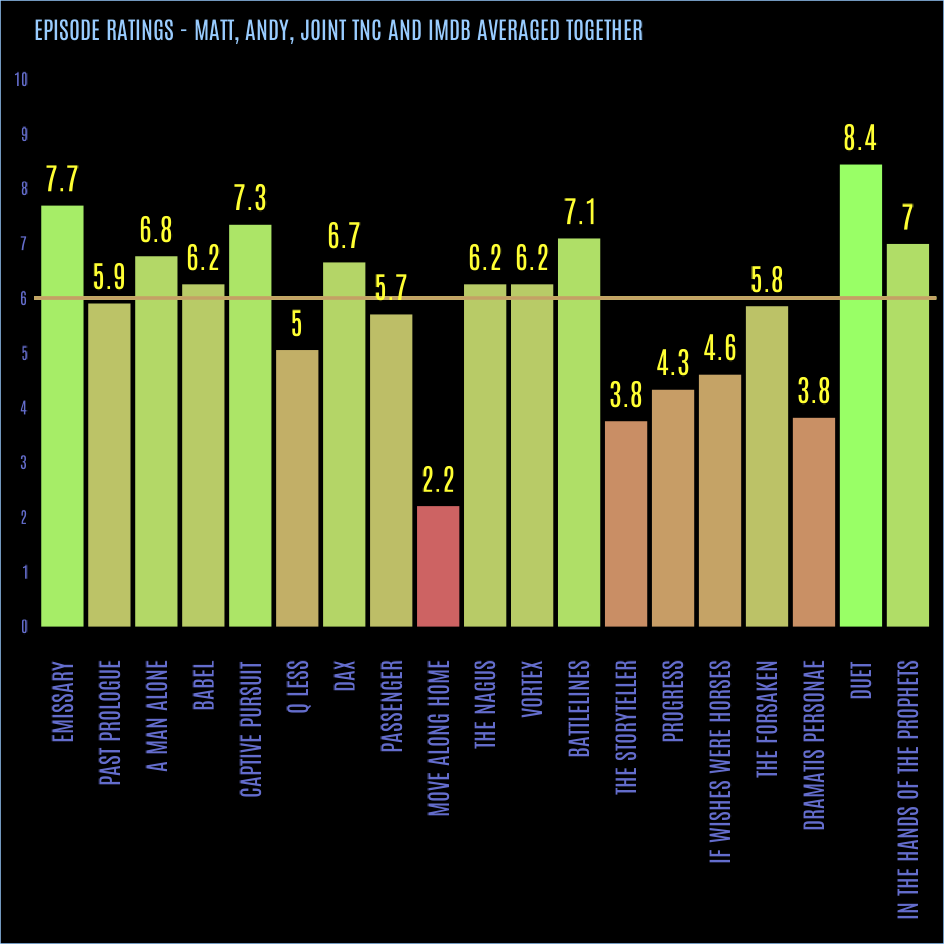 EPISODE RATINGS - MATT, ANDY, JOINT TNC AND IMDB AVERAGED TOGETHER
10
9
8
7
6
5
4
3
2
1
0
7.7
5.9
6.8
6.2
7.3
5
6.7
5.7
2.2
6.2
6.2
7.1
3.8
4.3
4.6
5.8
3.8
8.4
7
EMISSARY
PAST PROLOGUE
A MAN ALONE
BABEL
CAPTIVE PURSUIT
Q LESS
DAX
PASSENGER
MOVE ALONG HOME
THE NAGUS
VORTEX
BATTLELINES
THE STORYTELLER
PROGRESS
IF WISHES WERE HORSES
THE FORSAKEN
DRAMATIS PERSONAE
DUET
IN THE HANDS OF THE PROPHETS